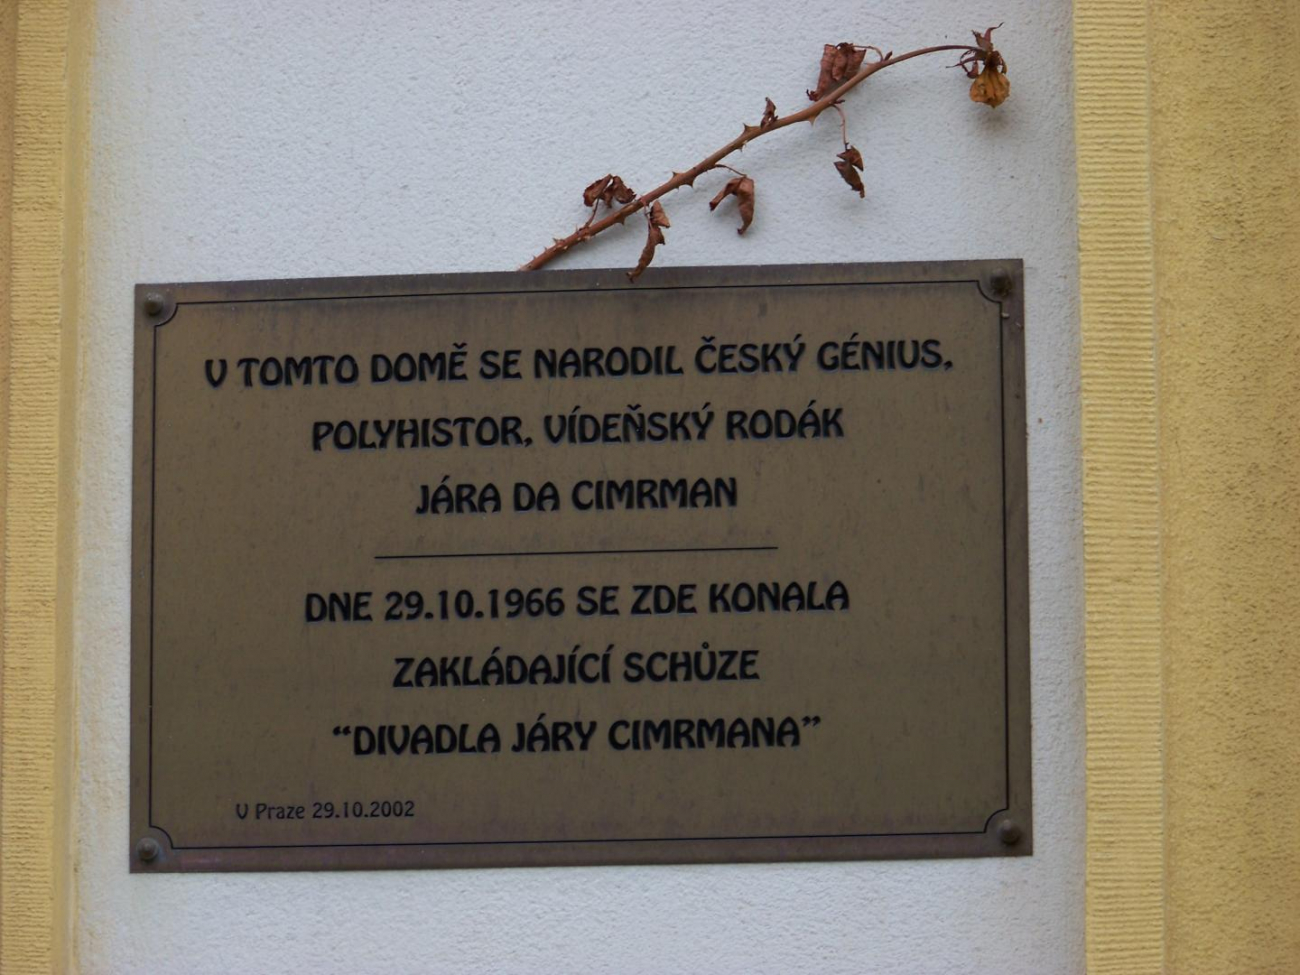 V TOMTO DOMĚ SE NARODIL ČESKÝ GÉNIUS,
POLYHISTOR, VÍDEŇSKÝ RODÁK
JÁRA DA CIMRMAN
DNE 29.10.1966 SE ZDE KONALA
ZAKLÁDAJÍCÍ SCHŮZE
“DIVADLA JÁRY CIMRMANA”
V Praze 29.10.2002